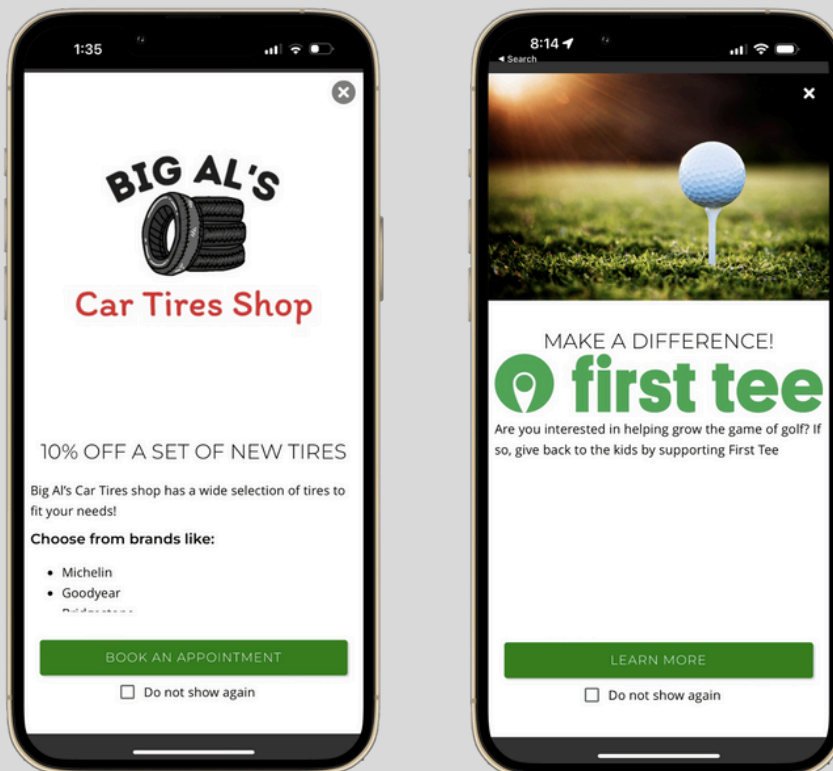 1:35
BIG AL'S
Car Tires Shop
10% OFF A SET OF NEW TIRES
Big Al's Car Tires shop has a wide selection of tires to
fit your needs!
Choose from brands like:
• Michelin
• Goodyear
BOOK AN APPOINTMENT
Do not show again
8:14
◂ Search
MAKE A DIFFERENCE!
first tee
Are you interested in helping grow the game of golf? If
so, give back to the kids by supporting First Tee
LEARN MORE
Do not show again